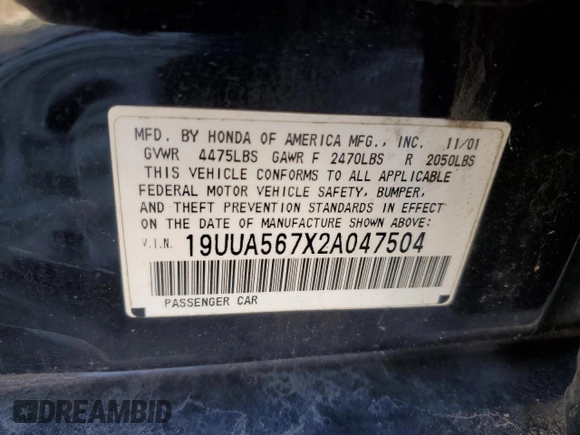 MFD. BY HONDA OF AMERICA MFG., INC. 11/01
GVWR 4475LBS GAWR F 2470LBS R 2050LBS
THIS VEHICLE CONFORMS TO ALL APPLICABLE
FEDERAL MOTOR VEHICLE SAFETY, BUMPER,
AND THEFT PREVENTION STANDARDS IN EFFECT
ON THE DATE OF MANUFACTURE SHOWN ABOVE:
V.I.N. 19UUA567X2A047504
PASSENGER CAR
DREAMBID